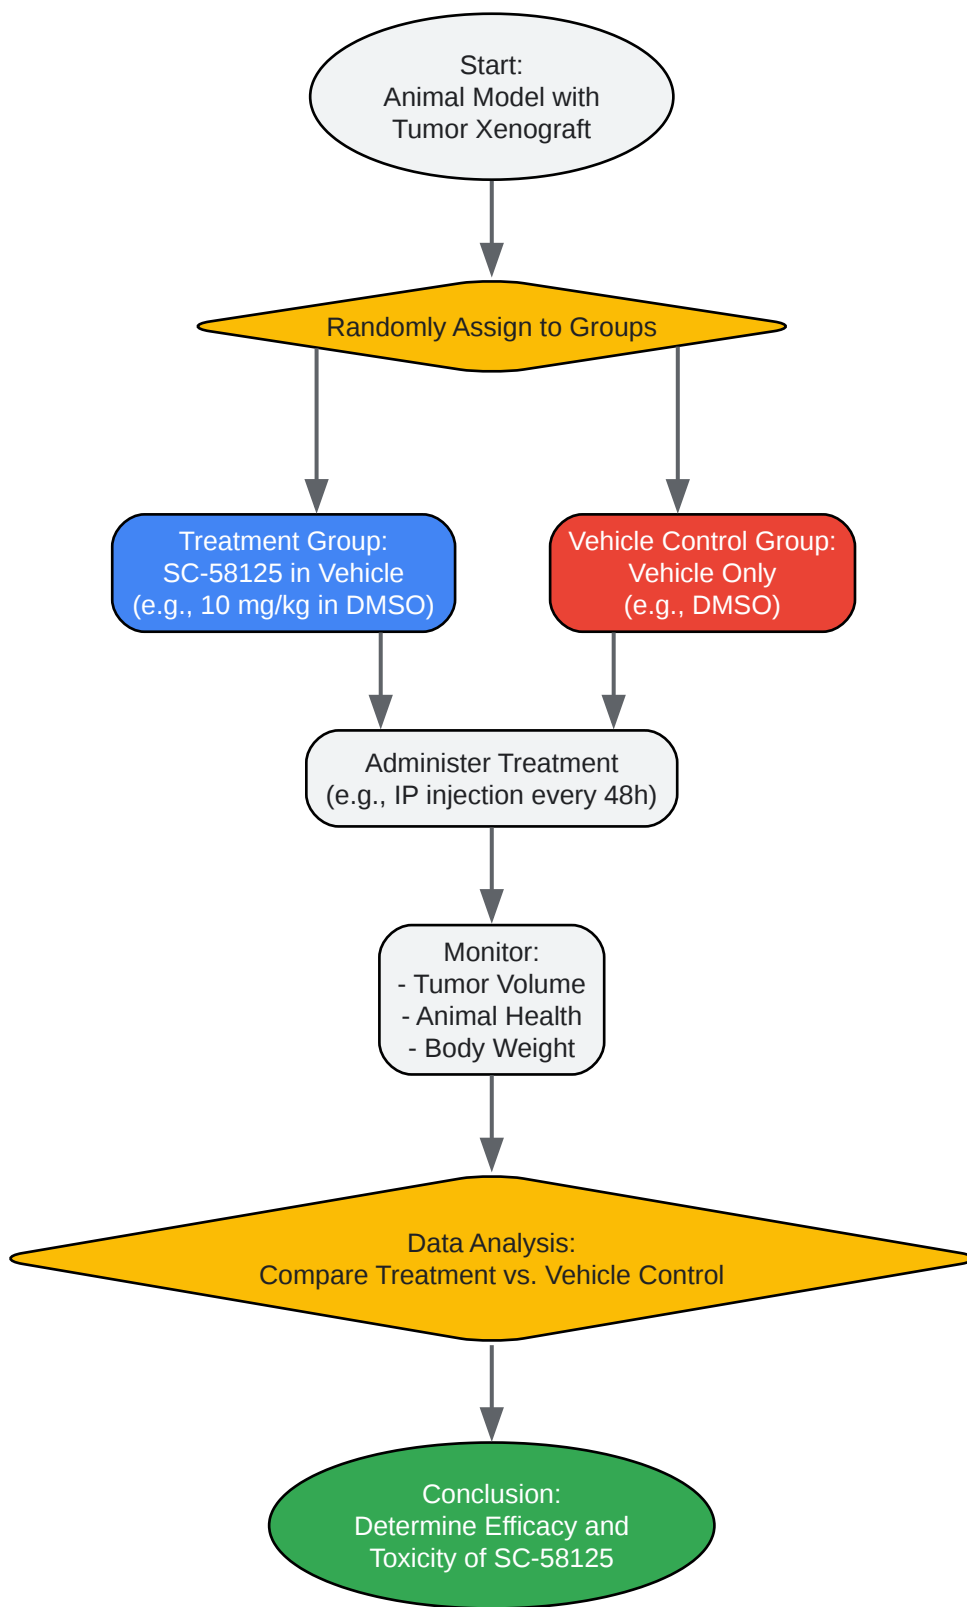 Start:
Animal Model with
Tumor Xenograft
Randomly Assign to Groups
Treatment Group:
SC-58125 in Vehicle
(e.g., 10 mg/kg in DMSO)
Vehicle Control Group:
Vehicle Only
(e.g., DMSO)
Administer Treatment
(e.g., IP injection every 48h)
Monitor:
- Tumor Volume
- Animal Health
- Body Weight
Data Analysis:
Compare Treatment vs. Vehicle Control
Conclusion:
Determine Efficacy and
Toxicity of SC-58125